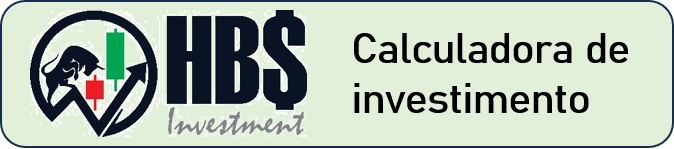 HB$
Investment
Calculadora de
investimento